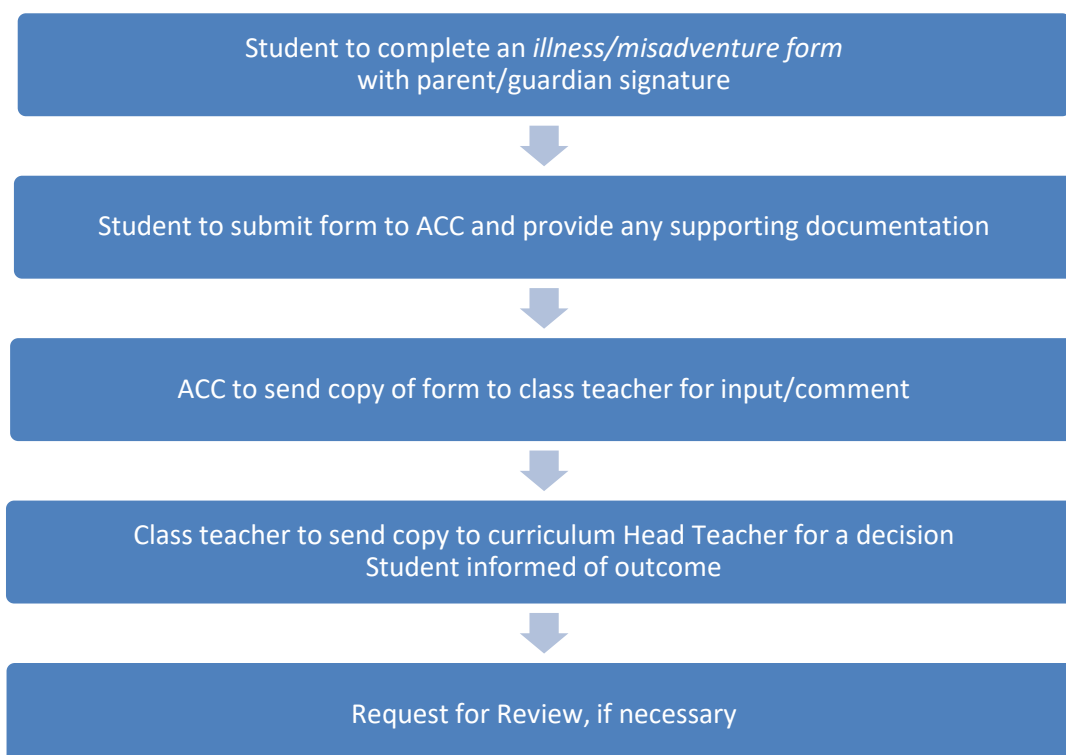 Student to complete an illness/misadventure form
with parent/guardian signature
Student to submit form to ACC and provide any supporting documentation
ACC to send copy of form to class teacher for input/comment
Class teacher to send copy to curriculum Head Teacher for a decision
Student informed of outcome
Request for Review, if necessary